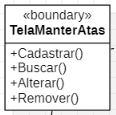 «boundary»
TelaManterAtas
+Cadastrar()
+Buscar()
+Alterar()
+Remover()